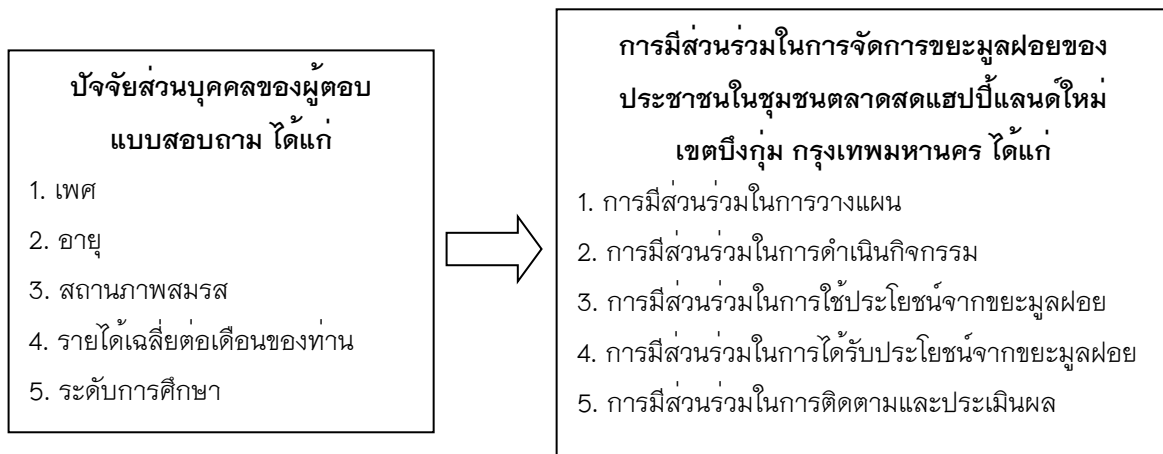 ปัจจัยส่วนบุคคลของผู้ตอบ
แบบสอบถาม ได้แก่
1. เพศ
2. อายุ
3. สถานภาพสมรส
4. รายได้เฉลี่ยต่อเดือนของท่าน
5. ระดับการศึกษา
การมีส่วนร่วมในการจัดการขยะมูลฝอยของ
ประชาชนในชุมชนตลาดสดแฮปปี้แลนด์ใหม่
เขตบึงกุ่ม กรุงเทพมหานคร ได้แก่
1. การมีส่วนร่วมในการวางแผน
2. การมีส่วนร่วมในการดำเนินกิจกรรม
3. การมีส่วนร่วมในการใช้ประโยชน์จากขยะมูลฝอย
4. การมีส่วนร่วมในการได้รับประโยชน์จากขยะมูลฝอย
5. การมีส่วนร่วมในการติดตามและประเมินผล